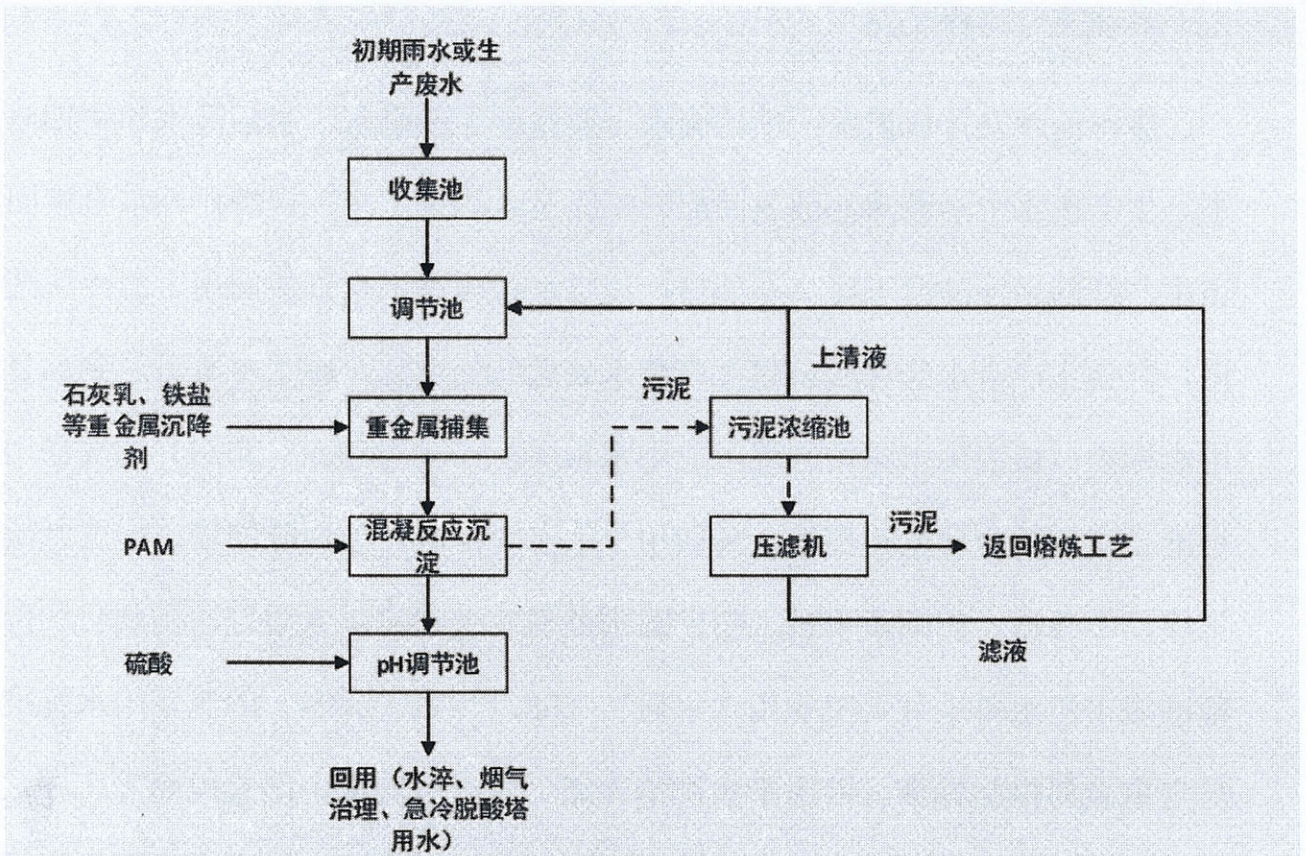 初期雨水或生
产废水
收集池
调节池
上清液
石灰乳、铁盐
等重金属沉降
剂
重金属捕集
污泥
污泥浓缩池
PAM
混凝反应沉
淀
压滤机
污泥
返回熔炼工艺
硫酸
pH调节池
滤液
回用（水淬、烟气
治理、急冷脱酸塔
用水）